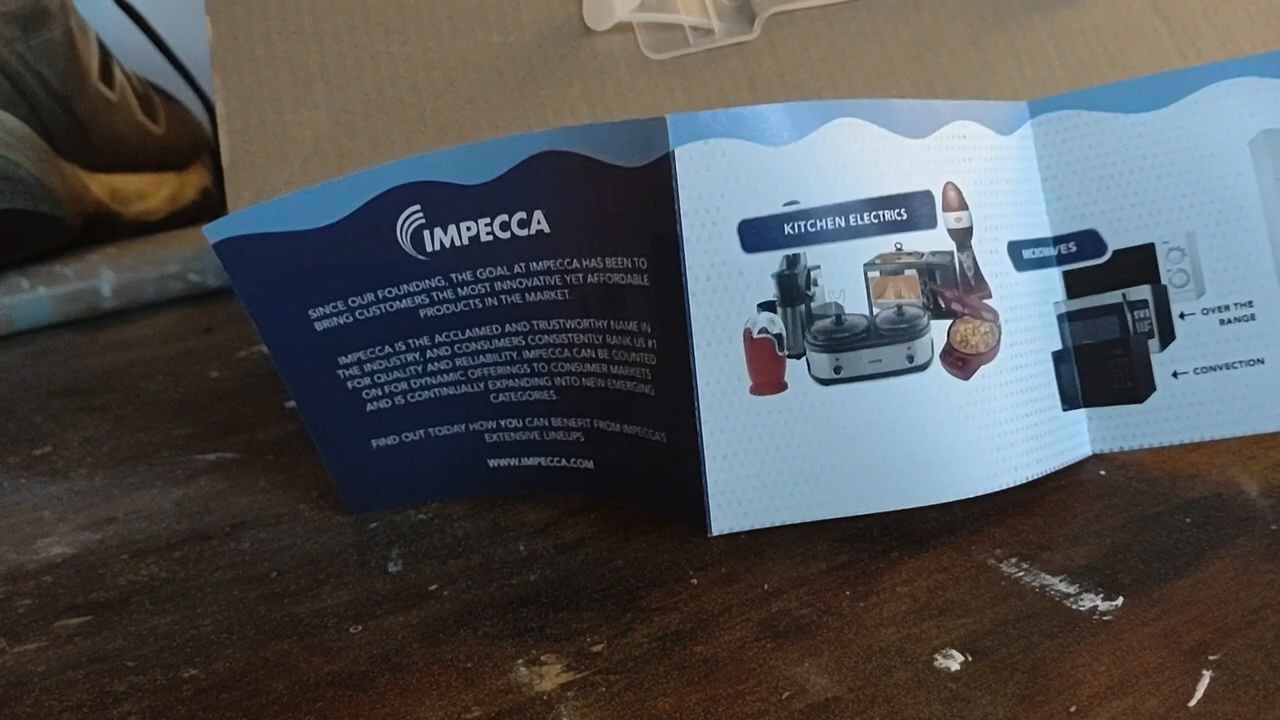 IMPECCA
SINCE OUR FOUNDING, THE GOAL AT IMPECCA HAS BEEN TO
BRING CUSTOMERS THE MOST INNOVATIVE YET AFFORDABLE
PRODUCTS IN THE MARKET.
IMPECCA IS THE ACCLAIMED AND TRUSTWORTHY NAME IN
THE INDUSTRY, AND CONSUMERS CONSISTENTLY RANK US #1
FOR QUALITY AND RELIABILITY. IMPECCA CAN BE COUNTED
ON FOR DYNAMIC OFFERINGS TO CONSUMER MARKETS
AND IS CONTINUALLY EXPANDING INTO NEW EMERGING
CATEGORIES.
FIND OUT TODAY HOW YOU CAN BENEFIT FROM IMPECCA'S
EXTENSIVE LINEUPS
WWW.IMPECCA.COM
KITCHEN ELECTRICS
MICROWAVES
OVER THE
RANGE
CONVECTION